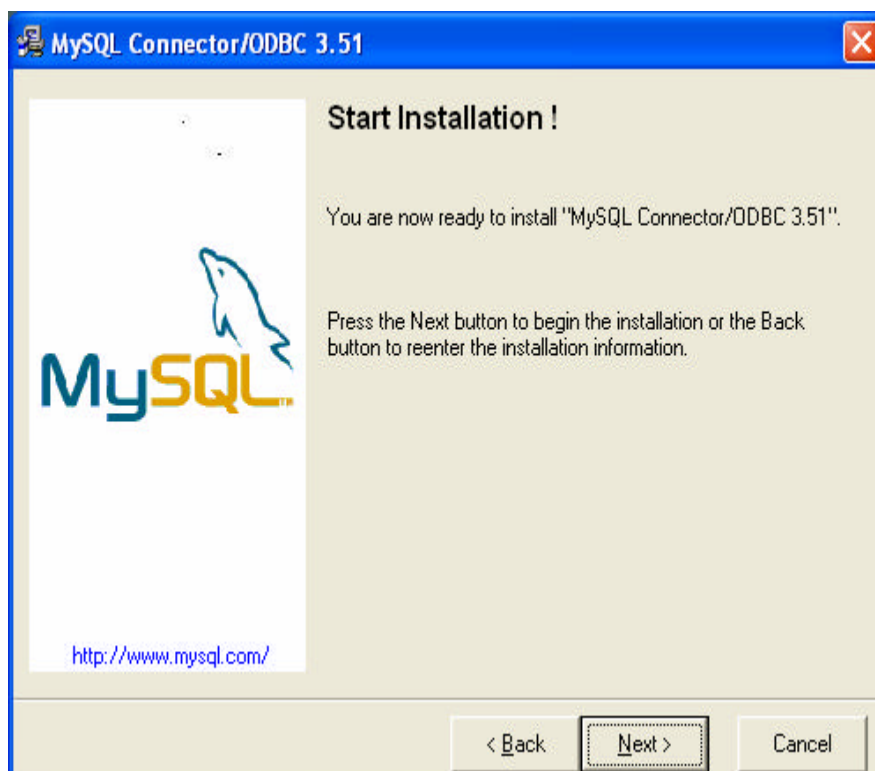 MySQL Connector/ODBC 3.51
Start Installation !
You are now ready to install "MySQL Connector/ODBC 3.51".
Press the Next button to begin the installation or the Back
button to reenter the installation information.
MySQL
http://www.mysql.com/
< Back
Next >
Cancel